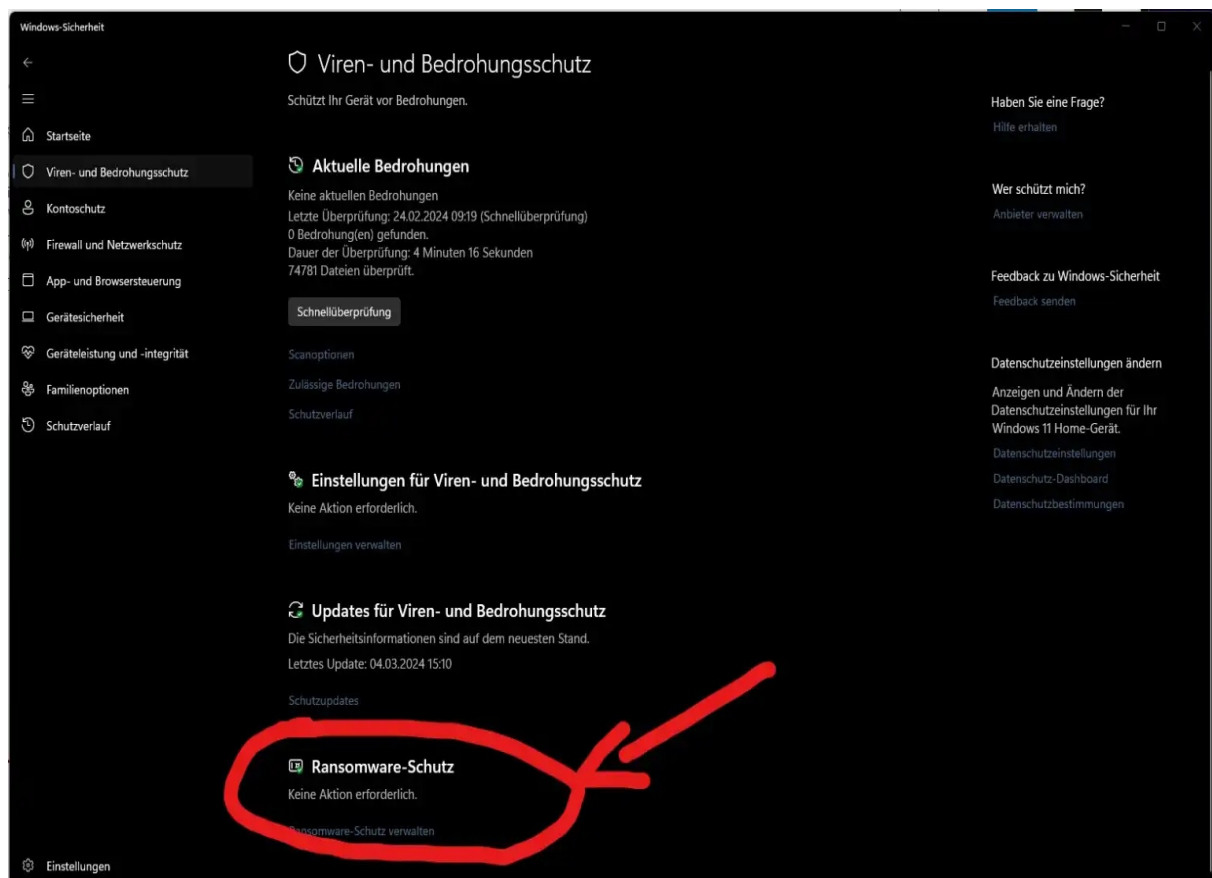 Windows-Sicherheit
Startseite
Viren- und Bedrohungsschutz
Kontoschutz
Firewall und Netzwerkschutz
App- und Browsersteuerung
Gerätesicherheit
Geräteleistung und -integrität
Familienoptionen
Schutzverlauf
Einstellungen
Viren- und Bedrohungsschutz
Schützt Ihr Gerät vor Bedrohungen.
Aktuelle Bedrohungen
Keine aktuellen Bedrohungen
Letzte Überprüfung: 24.02.2024 09:19 (Schnellüberprüfung)
0 Bedrohung(en) gefunden.
Dauer der Überprüfung: 4 Minuten 16 Sekunden
74781 Dateien überprüft.
Schnellüberprüfung
Scanoptionen
Zulässige Bedrohungen
Schutzverlauf
Einstellungen für Viren- und Bedrohungsschutz
Keine Aktion erforderlich.
Einstellungen verwalten
Updates für Viren- und Bedrohungsschutz
Die Sicherheitsinformationen sind auf dem neuesten Stand.
Letztes Update: 04.03.2024 15:10
Schutzupdates
Ransomware-Schutz
Keine Aktion erforderlich.
Ransomware-Schutz verwalten
Haben Sie eine Frage?
Hilfe erhalten
Wer schützt mich?
Anbieter verwalten
Feedback zu Windows-Sicherheit
Feedback senden
Datenschutzeinstellungen ändern
Anzeigen und Ändern der
Datenschutzeinstellungen für Ihr
Windows 11 Home-Gerät.
Datenschutzeinstellungen
Datenschutz-Dashboard
Datenschutzbestimmungen